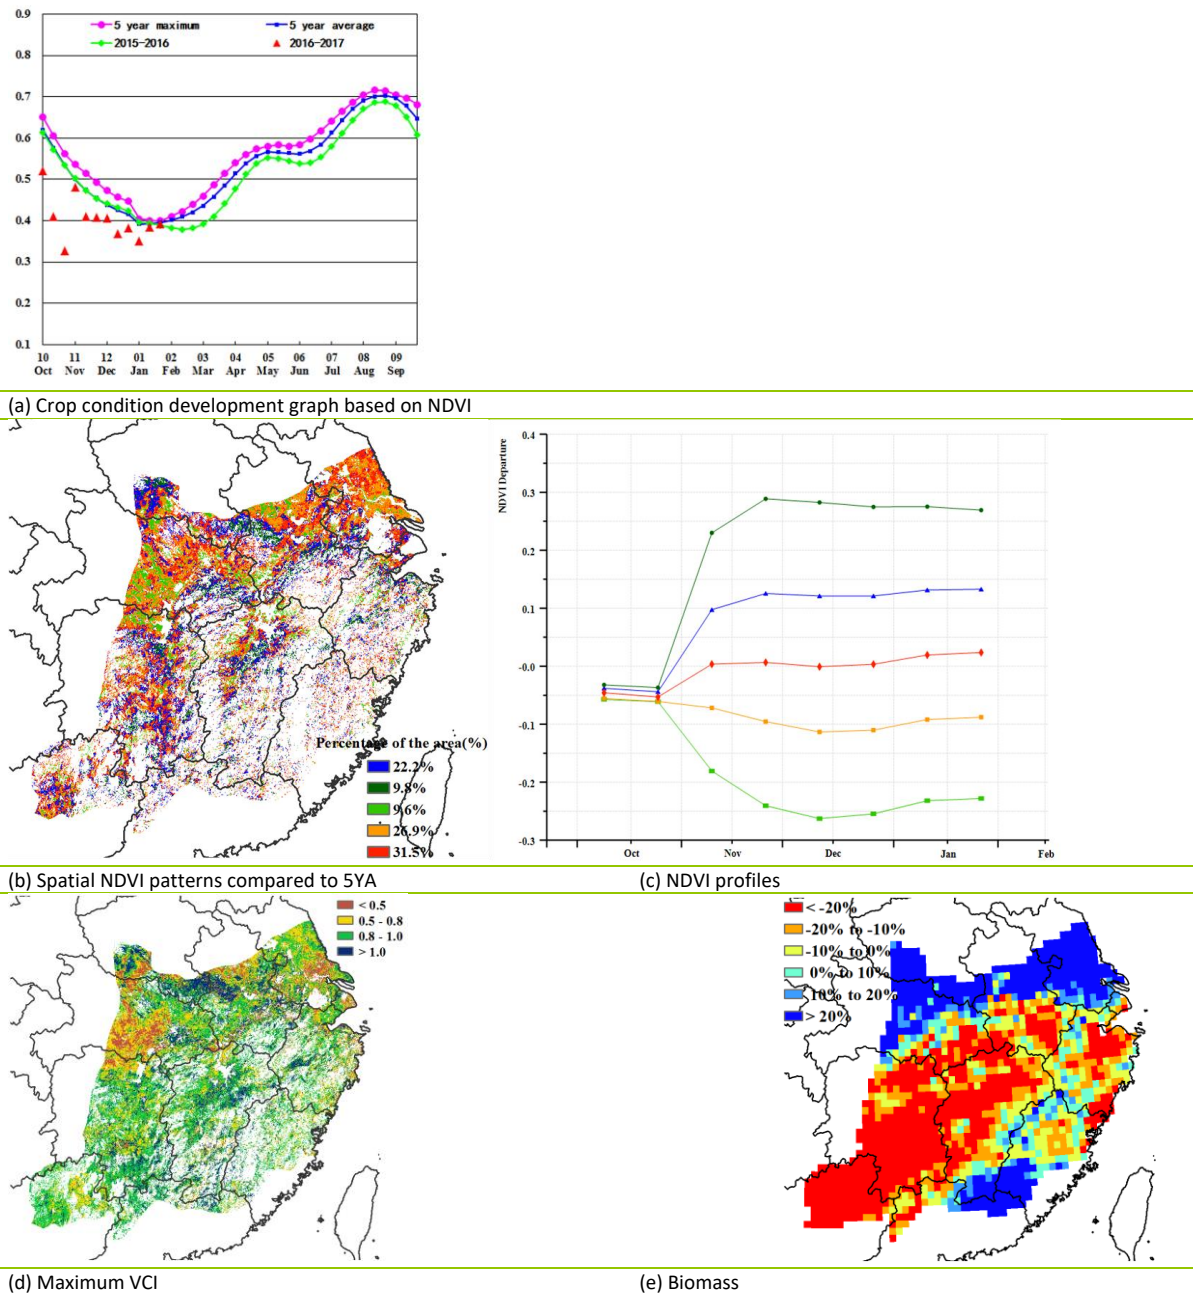 0.9
5 year maximum 5 year average
2015-2016 2016-2017
0.8
0.7
0.6
0.5
0.4
0.3
0.2
0.1
10 11 12 01 02 03 04 05 06 07 08 09
Oct Nov Dec Jan Feb Mar Apr May Jun Jul Aug Sep
(a) Crop condition development graph based on NDVI
Percentage of the area(%)
22.2%
9.8%
9.6%
26.9%
31.5%
NDVI Departure
0.4
0.3
0.2
0.1
-0.0
-0.1
-0.2
-0.3
Oct Nov Dec Jan Feb
(b) Spatial NDVI patterns compared to 5YA (c) NDVI profiles
< 0.5
0.5 - 0.8
0.8 - 1.0
> 1.0
< -20%
-20% to -10%
-10% to 0%
0% to 10%
10% to 20%
> 20%
(d) Maximum VCI (e) Biomass